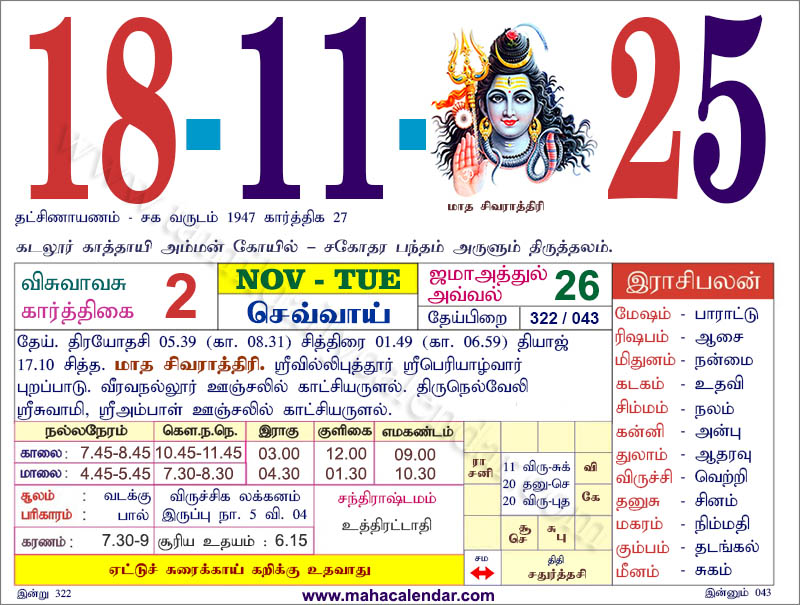 18-11-25
மாத சிவராத்திரி
தட்சிணாயணம் - சக வருடம் 1947 கார்த்திக 27
கடலூர் காத்தாயி அம்மன் கோயில் – சகோதர பந்தம் அருளும் திருத்தலம்.
விசுவாவசு
கார்த்திகை 2
NOV - TUE
செவ்வாய்
ஜமாஅத்துல்
அவ்வல் 26
தேய்பிறை 322 / 043
தேய். திரயோதசி 05.39 (கா. 08.31) சித்திரை 01.49 (கா. 06.59) தியாஜ்
17.10 சித்த. மாத சிவராத்திரி. ஸ்ரீவில்லிபுத்தூர் ஸ்ரீபெரியாழ்வார்
புறப்பாடு. வீரவநல்லூர் ஊஞ்சலில் காட்சியருளல். திருநெல்வேலி
ஸ்ரீசுவாமி, ஸ்ரீஅம்பாள் ஊஞ்சலில் காட்சியருளல்.
இராசிபலன்
மேஷம் - பாராட்டு
ரிஷபம் - ஆசை
மிதுனம் - நன்மை
கடகம் - உதவி
சிம்மம் - நலம்
கன்னி - அன்பு
துலாம் - ஆதரவு
விருச்சி - வெற்றி
தனுசு - சினம்
மகரம் - நிம்மதி
கும்பம் - தடங்கல்
மீனம் - சுகம்
நல்லநேரம் கௌ.ந.நே. இராகு குளிகை எமகண்டம்
காலை: 7.45-8.45 10.45-11.45 03.00 12.00 09.00
மாலை: 4.45-5.45 7.30-8.30 04.30 01.30 10.30
சூலம் : வடக்கு
பரிகாரம் : பால்
விருச்சிக லக்கனம்
இருப்பு நா. 5 வி. 04
கரணம் : 7.30-9 சூரிய உதயம் : 6.15
சந்திராஷ்டமம்
உத்திரட்டாதி
ரா
சனி
11 விரு-சுக்
20 தனு-செ
20 விரு-புத
வி
கே
சூ
செ
சு
பு
சம
திதி
சதுர்த்தசி
ஏட்டுச் சுரைக்காய் கறிக்கு உதவாது
இன்று 322
www.mahacalendar.com
இன்னும் 043